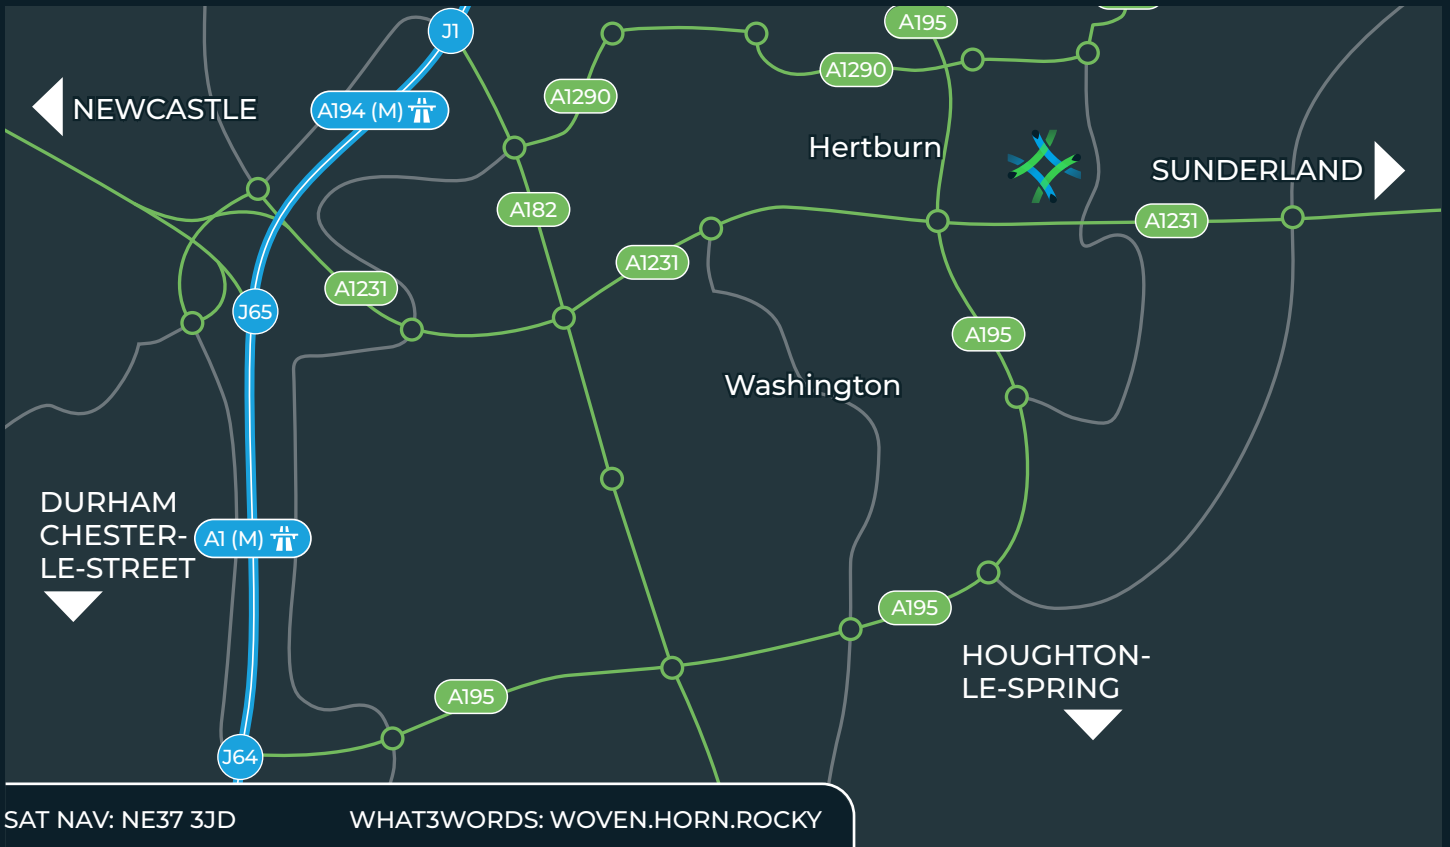 J1
A195
A1290
A1290
A194 (M)
NEWCASTLE
Hertburn
SUNDERLAND
A182
A1231
A1231
A1231
J65
A195
Washington
DURHAM
CHESTER-
LE-STREET
A1 (M)
A195
HOUGHTON-
LE-SPRING
A195
J64
SAT NAV: NE37 3JD
WHAT3WORDS: WOVEN.HORN.ROCKY